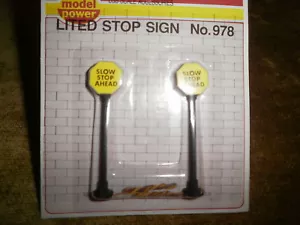 model
power
LITED STOP SIGN No.978
SLOW
STOP
AHEAD
SLOW
STOP
AHEAD